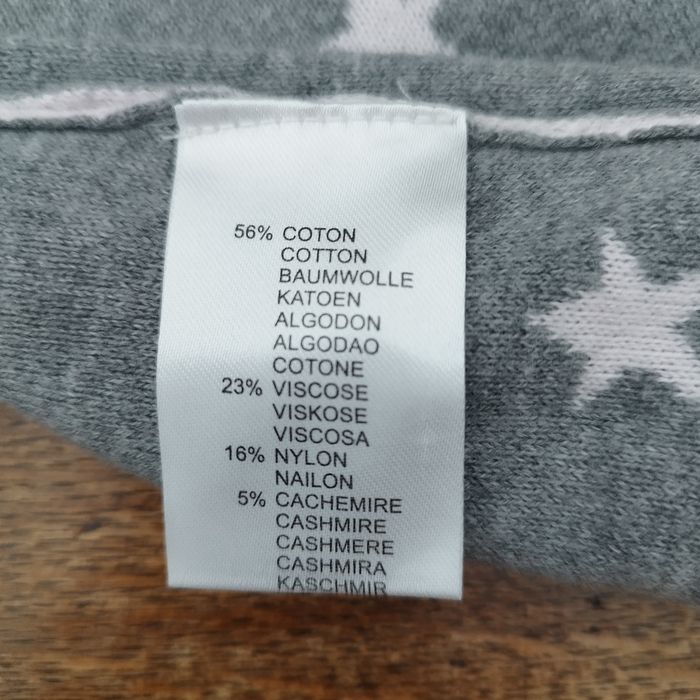 56% COTON
COTTON
BAUMWOLLE
KATOEN
ALGODON
ALGODAO
COTONE
23% VISCOSE
VISKOSE
VISCOSA
16% NYLON
NAILON
5% CACHEMIRE
CASHMIRE
CASHMERE
CASHMIRA
KASCHMIR